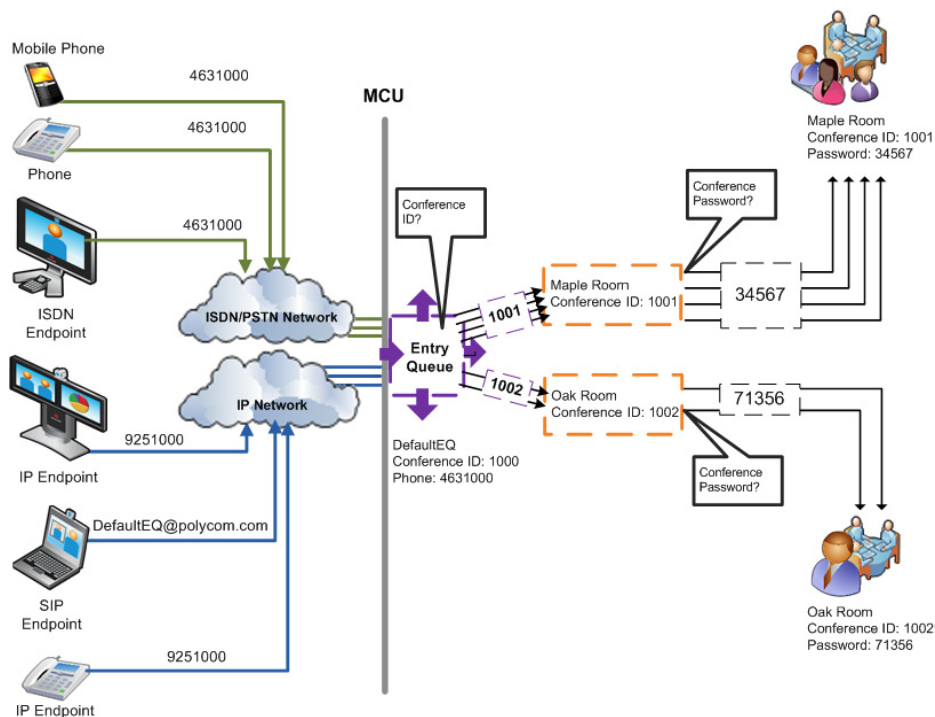 Mobile Phone
4631000
4631000
Phone
4631000
ISDN
Endpoint
ISDN/PSTN Network
IP Network
9251000
IP Endpoint
DefaultEQ@polycom.com
SIP
Endpoint
9251000
IP Endpoint
MCU
Conference
ID?
Entry
Queue
DefaultEQ
Conference ID: 1000
Phone: 4631000
1001
1002
Maple Room
Conference ID: 1001
Oak Room
Conference ID: 1002
Conference
Password?
Conference
Password?
34567
71356
Maple Room
Conference ID: 1001
Password: 34567
Oak Room
Conference ID: 1002
Password: 71356